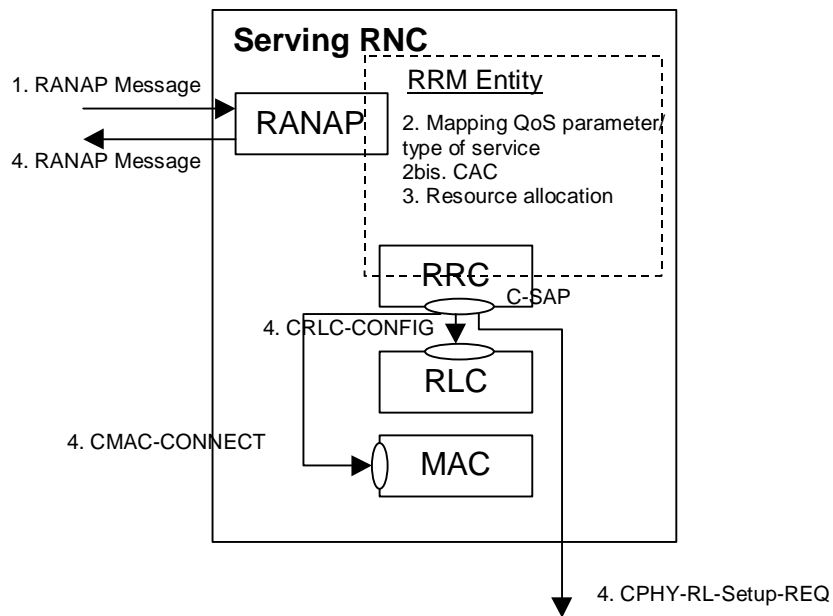 Serving RNC
RRM Entity
1. RANAP Message
RANAP
4. RANAP Message
2. Mapping QoS parameter/
type of service
2bis. CAC
3. Resource allocation
RRC
C-SAP
4. CRLC-CONFIG
RLC
4. CMAC-CONNECT
MAC
4. CPHY-RL-Setup-REQ